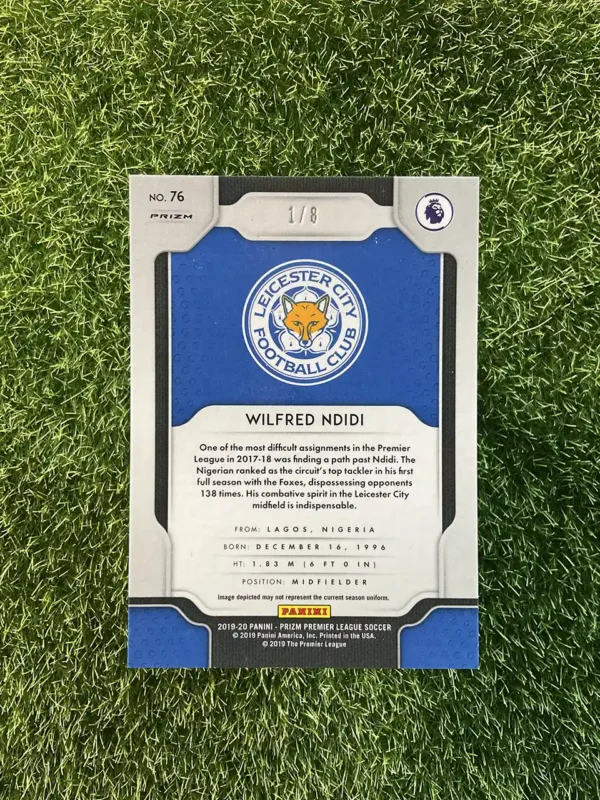 NO. 76
PRIZM
1/8
LEICESTER CITY
FOOTBALL CLUB
WILFRED NDIDI
One of the most difficult assignments in the Premier
League in 2017-18 was finding a path past Ndidi. The
Nigerian ranked as the circuit's top tackler in his first
full season with the Foxes, dispossessing opponents
138 times. His combative spirit in the Leicester City
midfield is indispensable.
FROM: LAGOS, NIGERIA
BORN: DECEMBER 16, 1996
HT: 1.83 M (6 FT 0 IN)
POSITION: MIDFIELDER
Image depicted may not represent the current season uniform.
PANINI
2019-20 PANINI - PRIZM PREMIER LEAGUE SOCCER
© 2019 Panini America, Inc. Printed in the USA.
© 2019 The Premier League